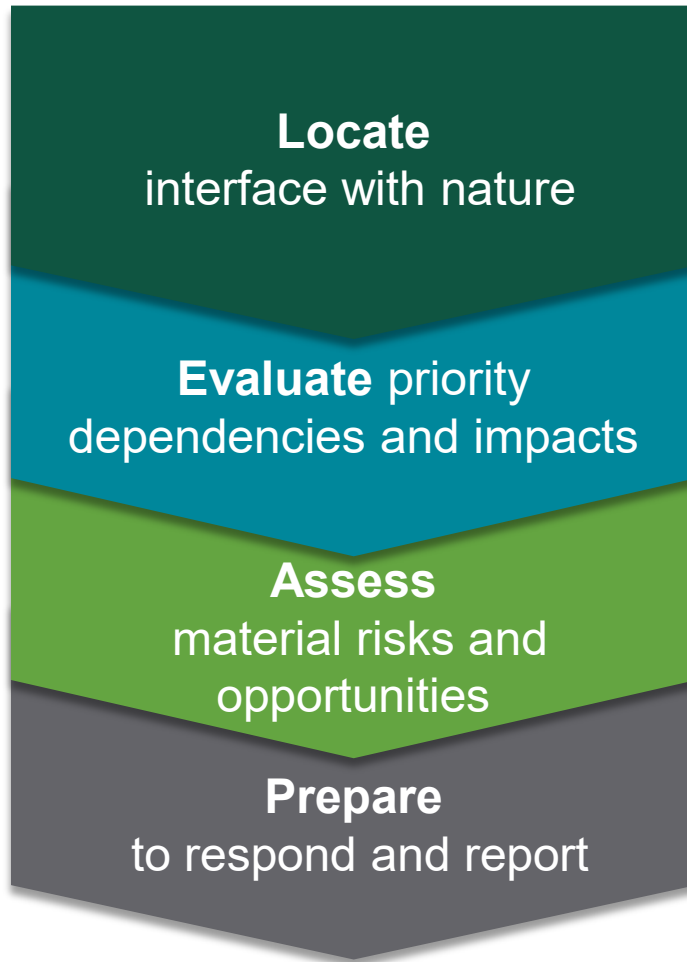 Locate
interface with nature
Evaluate priority
dependencies and impacts
Assess
material risks and
opportunities
Prepare
to respond and report